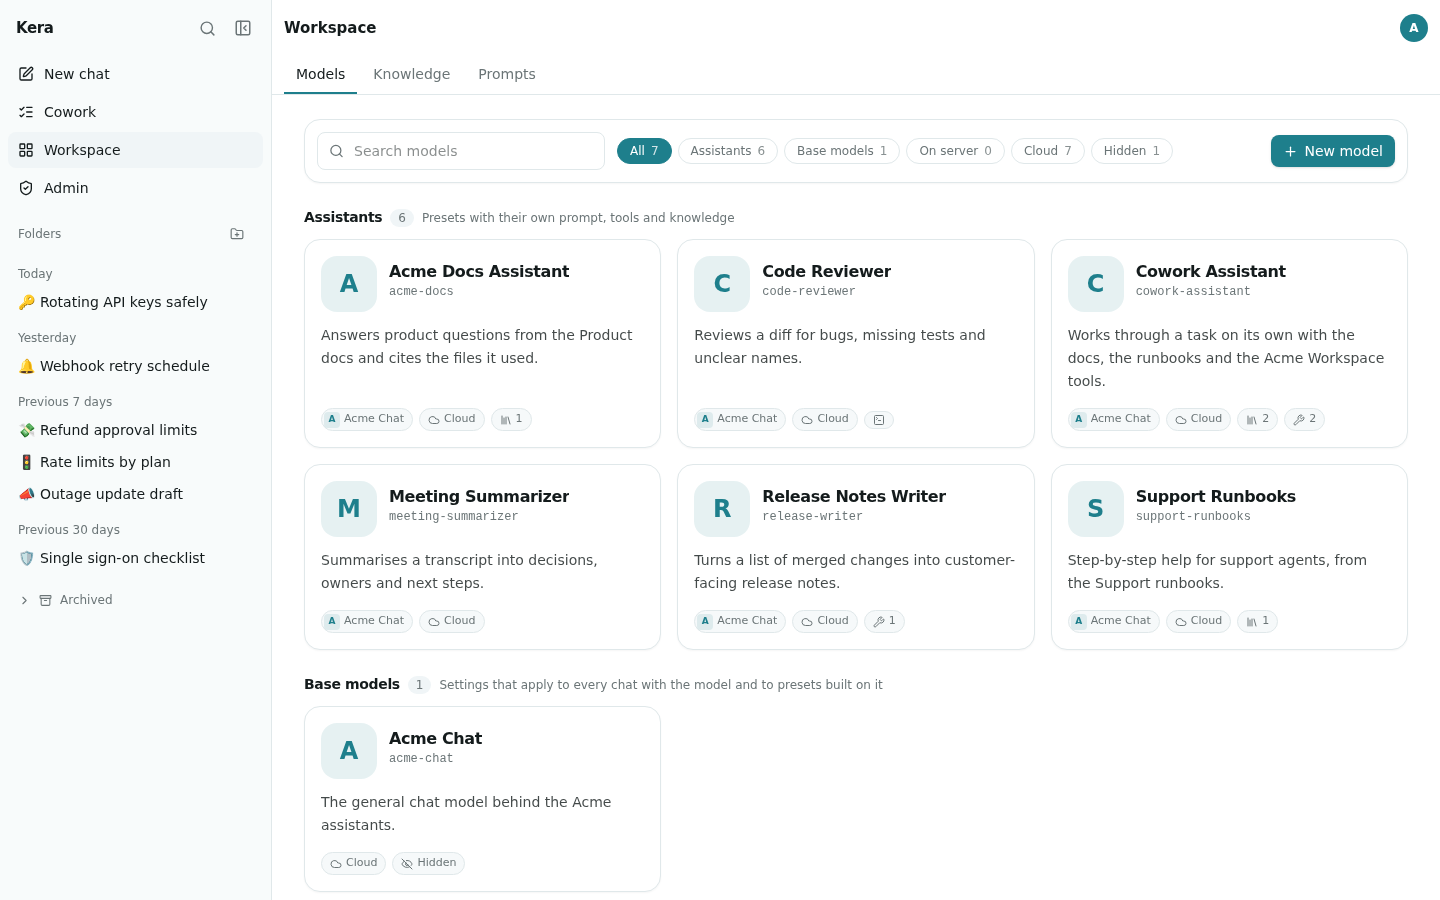 Kera
New chat
Cowork
Workspace
Admin
Folders
Today
🔑 Rotating API keys safely
Yesterday
🔔 Webhook retry schedule
Previous 7 days
💸 Refund approval limits
🚦 Rate limits by plan
📣 Outage update draft
Previous 30 days
🛡️ Single sign-on checklist
Archived
Workspace
A
Models Knowledge Prompts
Search models
All 7 Assistants 6 Base models 1 On server 0 Cloud 7 Hidden 1
New model
Assistants 6 Presets with their own prompt, tools and knowledge
A
Acme Docs Assistant
acme-docs
Answers product questions from the Product
docs and cites the files it used.
A Acme Chat Cloud 1
C
Code Reviewer
code-reviewer
Reviews a diff for bugs, missing tests and
unclear names.
A Acme Chat Cloud
C
Cowork Assistant
cowork-assistant
Works through a task on its own with the
docs, the runbooks and the Acme Workspace
tools.
A Acme Chat Cloud 2 2
M
Meeting Summarizer
meeting-summarizer
Summarises a transcript into decisions,
owners and next steps.
A Acme Chat Cloud
R
Release Notes Writer
release-writer
Turns a list of merged changes into customer-
facing release notes.
A Acme Chat Cloud 1
S
Support Runbooks
support-runbooks
Step-by-step help for support agents, from
the Support runbooks.
A Acme Chat Cloud 1
Base models 1 Settings that apply to every chat with the model and to presets built on it
A
Acme Chat
acme-chat
The general chat model behind the Acme
assistants.
Cloud Hidden